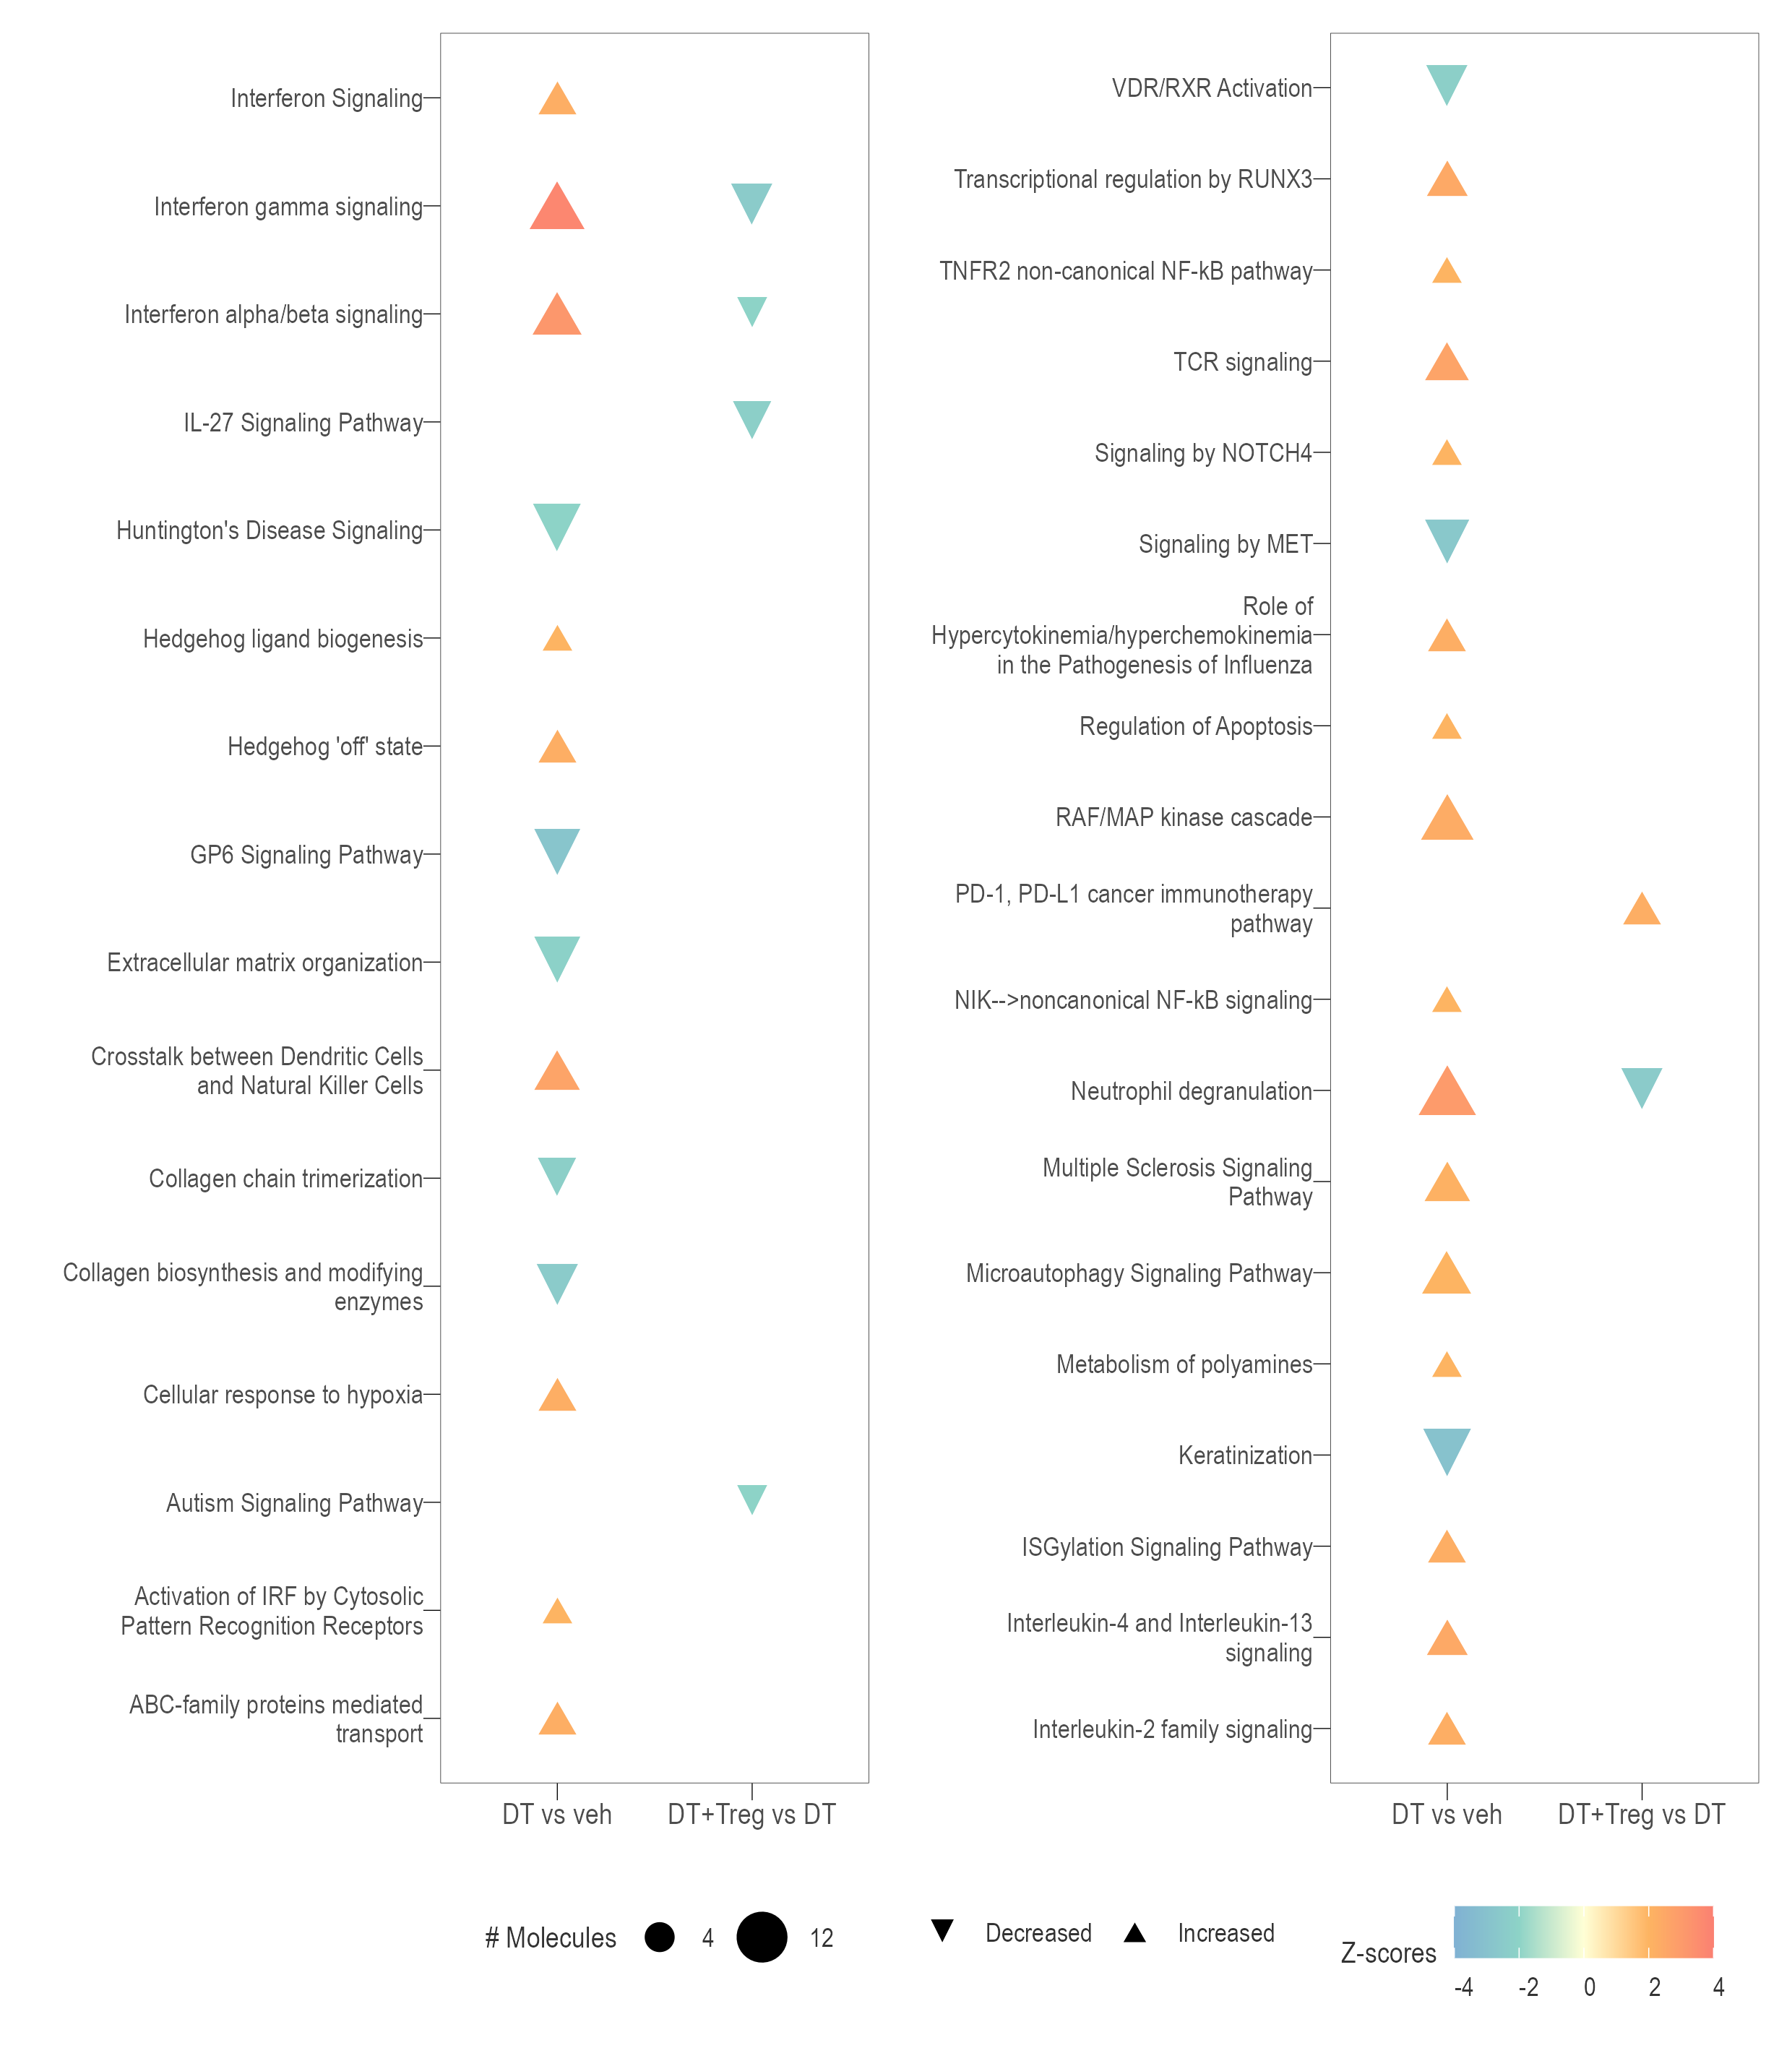 Interferon Signaling
Interferon gamma signaling
Interferon alpha/beta signaling
IL-27 Signaling Pathway
Huntington's Disease Signaling
Hedgehog ligand biogenesis
Hedgehog 'off' state
GP6 Signaling Pathway
Extracellular matrix organization
Crosstalk between Dendritic Cells
and Natural Killer Cells
Collagen chain trimerization
Collagen biosynthesis and modifying
enzymes
Cellular response to hypoxia
Autism Signaling Pathway
Activation of IRF by Cytosolic
Pattern Recognition Receptors
ABC-family proteins mediated
transport
DT vs veh
DT+Treg vs DT
VDR/RXR Activation
Transcriptional regulation by RUNX3
TNFR2 non-canonical NF-kB pathway
TCR signaling
Signaling by NOTCH4
Signaling by MET
Role of
Hypercytokinemia/hyperchemokinemia
in the Pathogenesis of Influenza
Regulation of Apoptosis
RAF/MAP kinase cascade
PD-1, PD-L1 cancer immunotherapy
pathway
NIK-->noncanonical NF-kB signaling
Neutrophil degranulation
Multiple Sclerosis Signaling
Pathway
Microautophagy Signaling Pathway
Metabolism of polyamines
Keratinization
ISGylation Signaling Pathway
Interleukin-4 and Interleukin-13
signaling
Interleukin-2 family signaling
DT vs veh
DT+Treg vs DT
# Molecules 4 12
Decreased Increased
Z-scores
-4 -2 0 2 4